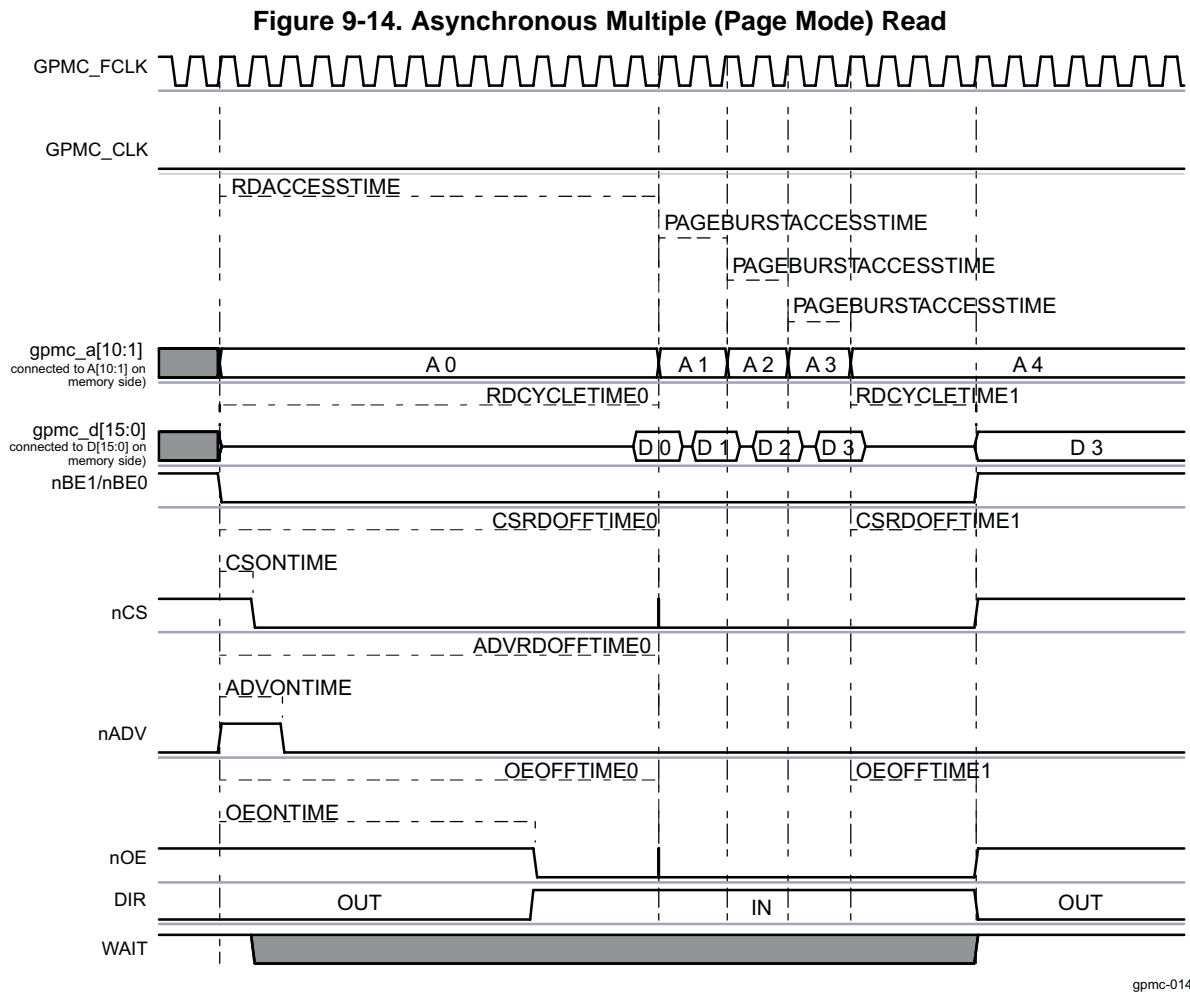 Figure 9-14. Asynchronous Multiple (Page Mode) Read
GPMC_FCLK
GPMC_CLK
RDACCESSTIME
PAGEBURSTACCESSTIME
PAGEBURSTACCESSTIME
PAGEBURSTACCESSTIME
gpmc_a[10:1]
connected to A[10:1] on
memory side)
A 0 A 1 A 2 A 3 A 4
RDCYCLETIME0 RDCYCLETIME1
gpmc_d[15:0]
connected to D[15:0] on
memory side)
D 0 D 1 D 2 D 3 D 3
nBE1/nBE0
CSRDOFFTIME0 CSRDOFFTIME1
CSONTIME
nCS
ADVRDOFFTIME0
ADVONTIME
nADV
OEOFFTIME0 OEOFFTIME1
OEONTIME
nOE
DIR OUT IN OUT
WAIT
gpmc-014